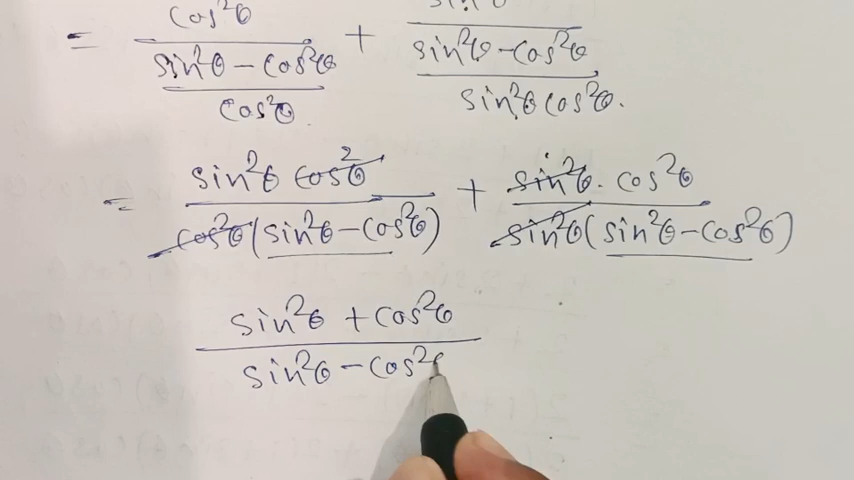 cos²θ sin²θ
= ――― + ―――
sin²θ - cos²θ sin²θ - cos²θ
cos²θ sin²θ cos²θ.
sin²θ cos²θ + sin²θ . cos²θ
=
cos²θ (sin²θ - cos²θ) sin²θ (sin²θ - cos²θ)
sin²θ + cos²θ
sin²θ - cos²θ